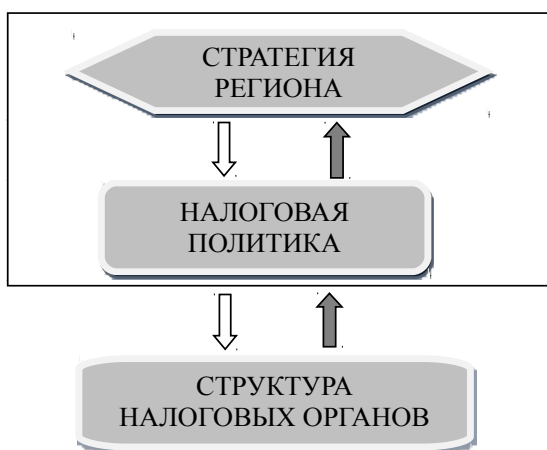 СТРАТЕГИЯ
РЕГИОНА
НАЛОГОВАЯ
ПОЛИТИКА
СТРУКТУРА
НАЛОГОВЫХ ОРГАНОВ